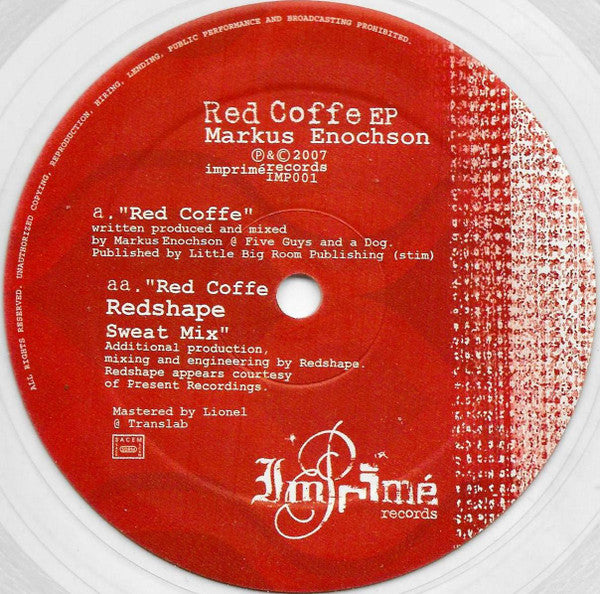 ALL RIGHTS RESERVED. UNAUTHORIZED COPYING, REPRODUCTION, HIRING, LENDING, PUBLIC PERFORMANCE AND BROADCASTING PROHIBITED.
Red Coffe EP
Markus Enochson
℗&©2007
imprimérecords
IMP001
a."Red Coffe"
written produced and mixed
by Markus Enochson @ Five Guys and a Dog.
Published by Little Big Room Publishing (stim)
aa."Red Coffe
Redshape
Sweat Mix"
Additional production,
mixing and engineering by Redshape.
Redshape appears courtesy
of Present Recordings.
Mastered by Lionel
@ Translab
SACEM
Imprimé
records